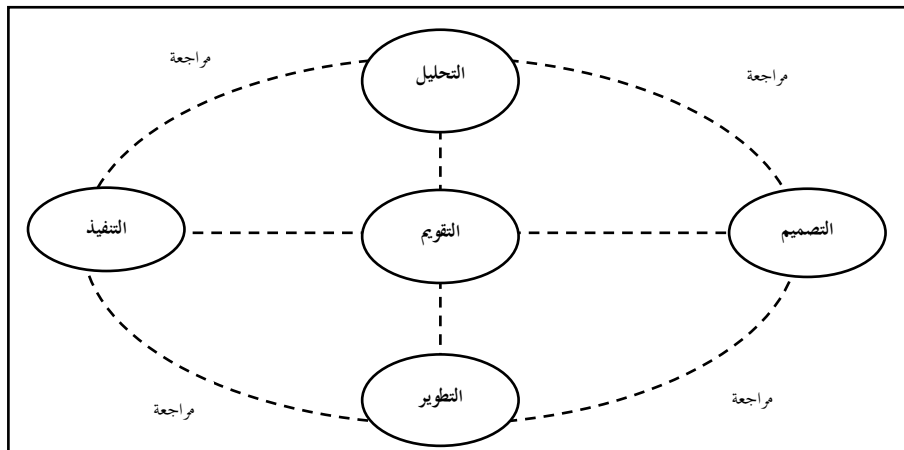 مراجعة
التحليل
مراجعة
التصميم
التقويم
التنفيذ
التطوير
مراجعة
مراجعة